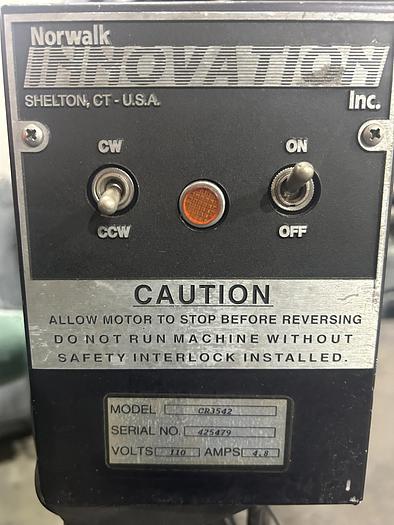 Norwalk
INNOVATION
SHELTON, CT - U.S.A. Inc.
CW ON
CCW OFF
CAUTION
ALLOW MOTOR TO STOP BEFORE REVERSING
DO NOT RUN MACHINE WITHOUT
SAFETY INTERLOCK INSTALLED.
MODEL CR3542
SERIAL NO. 425479
VOLTS 110 AMPS 4.8